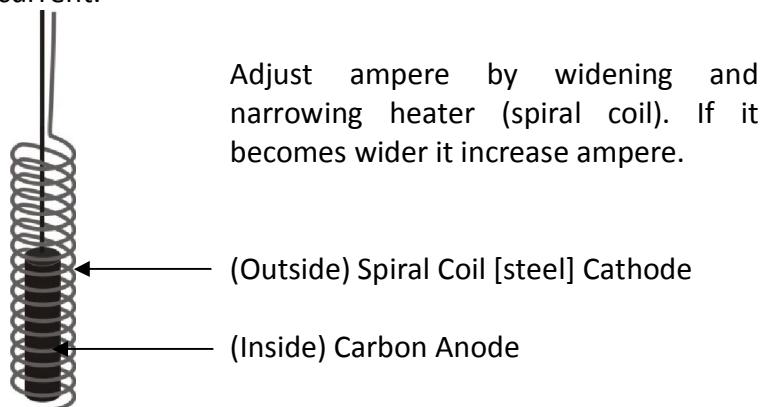 current.
Adjust ampere by widening and
narrowing heater (spiral coil). If it
becomes wider it increase ampere.
(Outside) Spiral Coil [steel] Cathode
(Inside) Carbon Anode